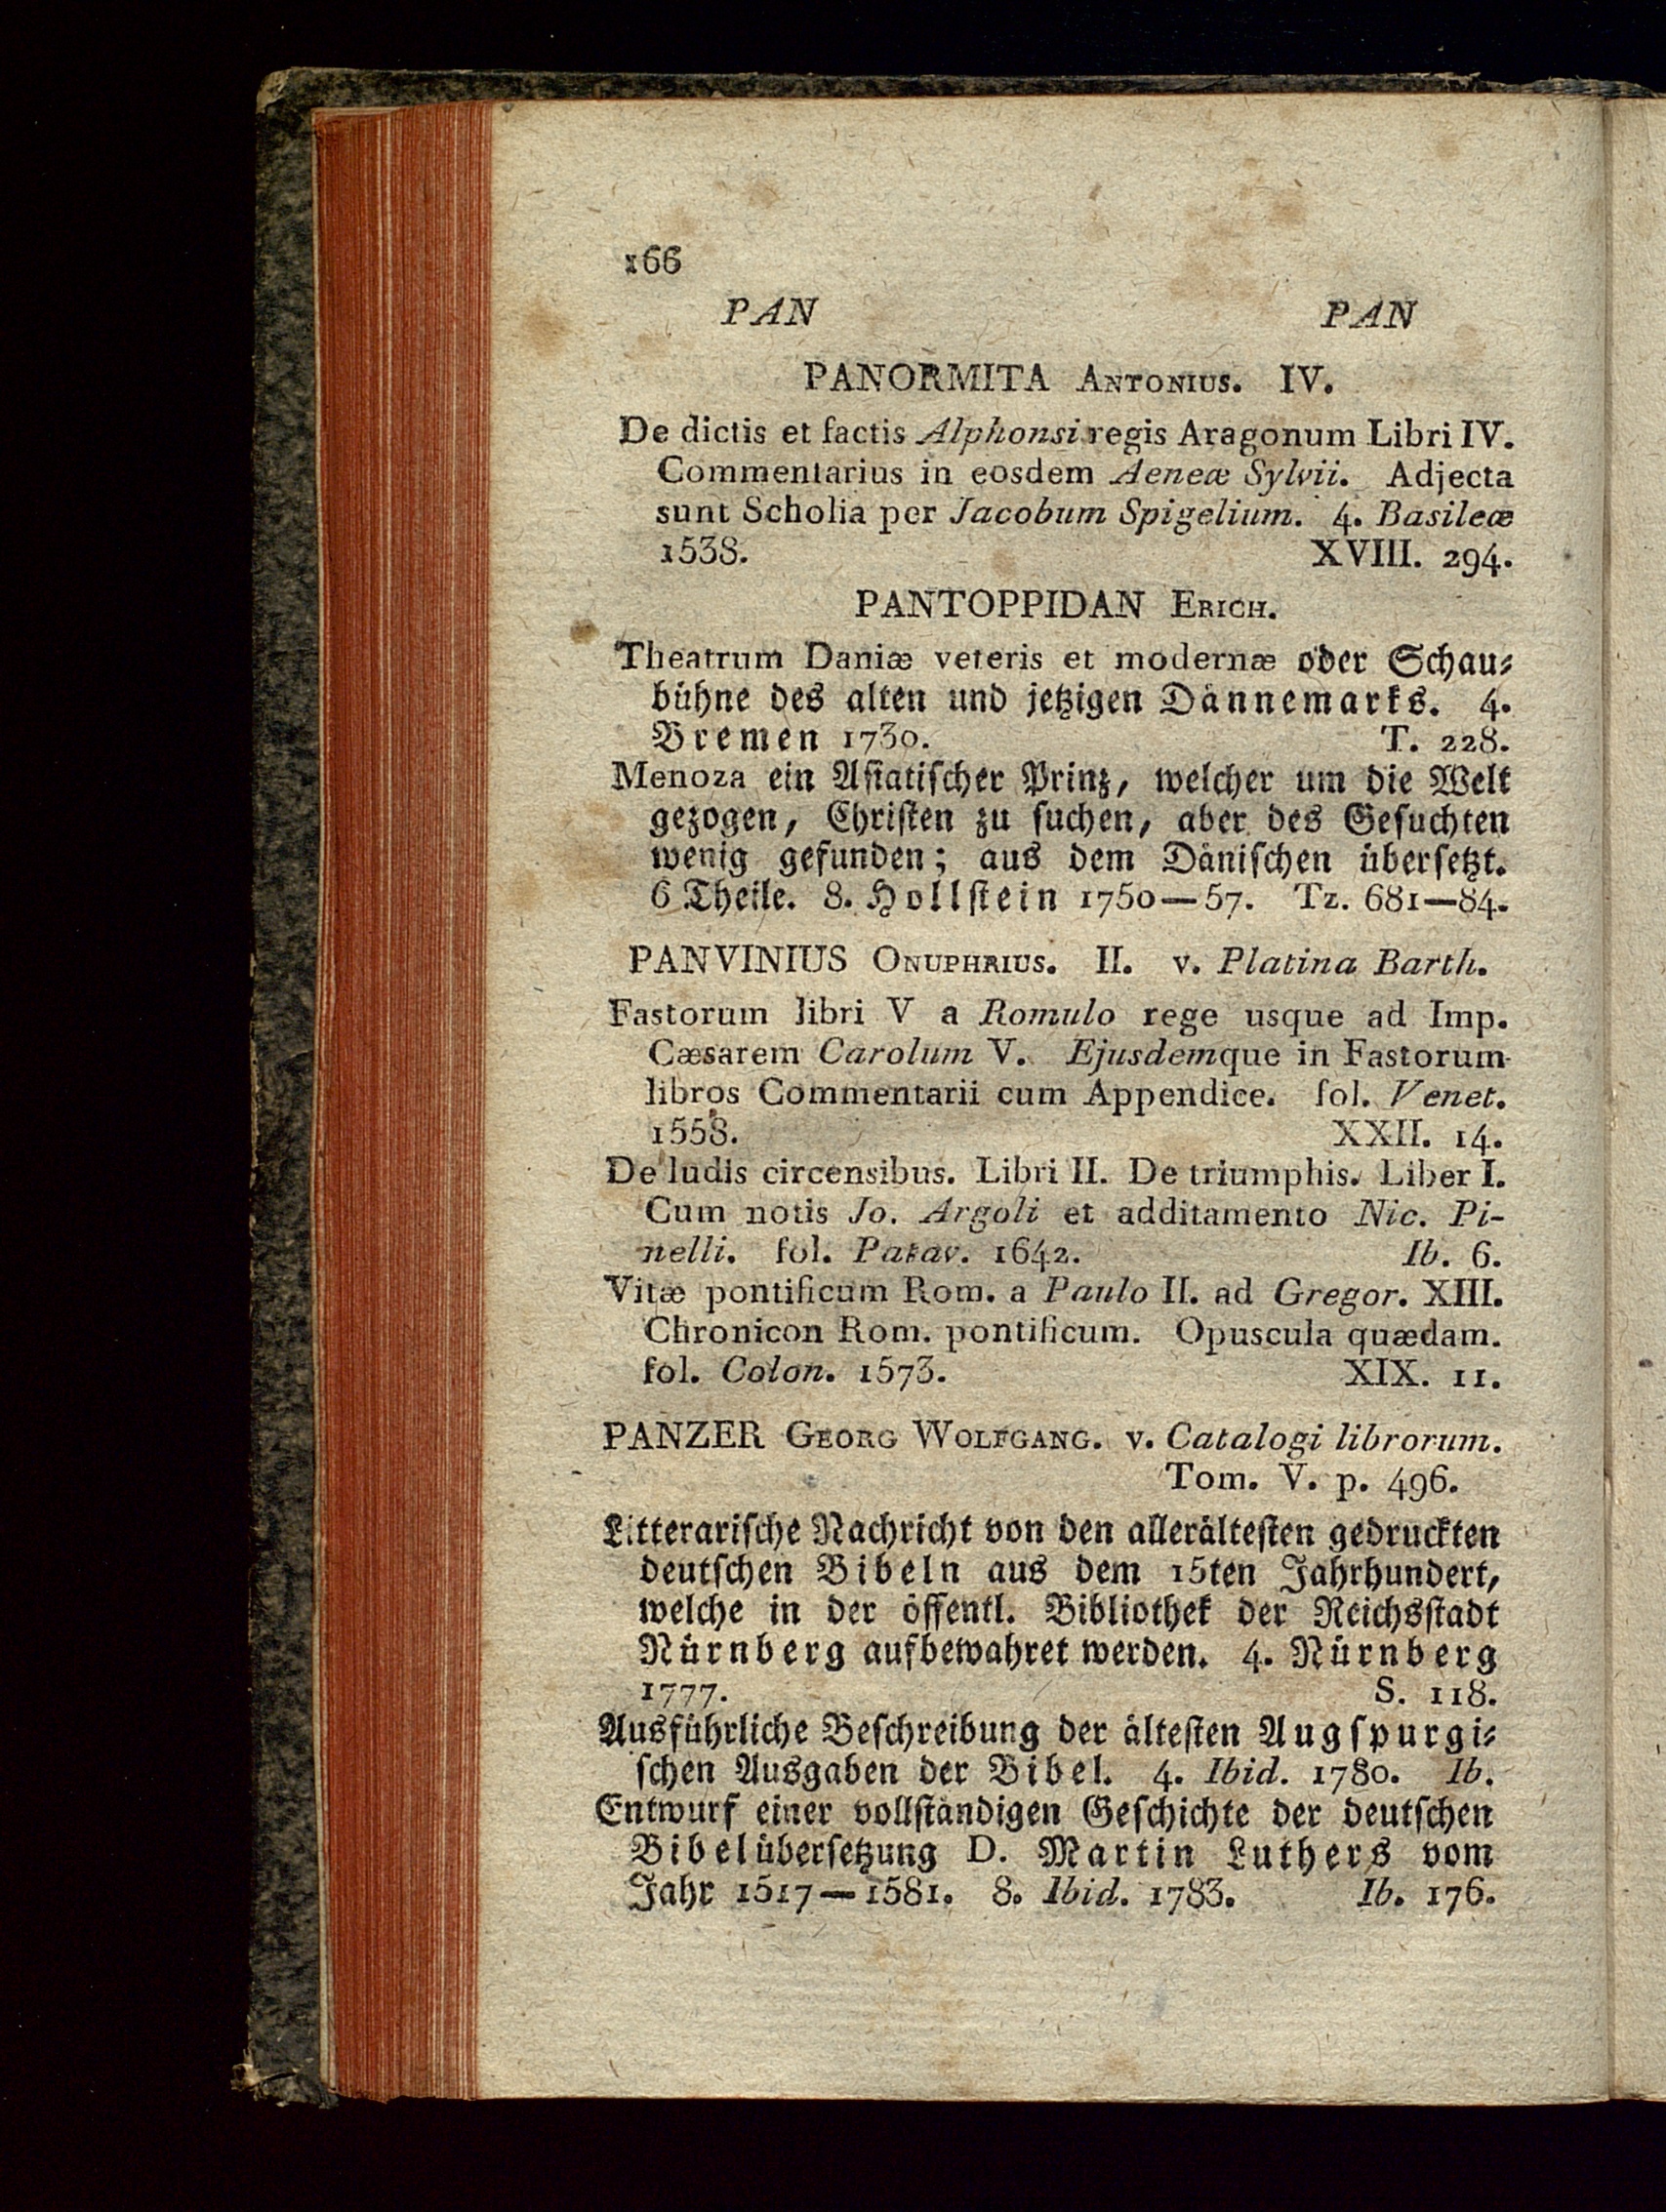 166
PAN PAN
PANORMITA ANTONIUS. IV.
De dictis et factis Alphonsi regis Aragonum Libri IV.
Commentarius in eosdem Aeneæ Sylvii. Adjecta
sunt Scholia per Jacobum Spigelium. 4. Basileæ
1538. XVIII. 294.
PANTOPPIDAN ERICH.
Theatrum Daniæ veteris et modernæ oder Schau⸗
bühne des alten und jetzigen Dännemarks. 4.
Bremen 1730. T. 228.
Menoza ein Asiatischer Prinz, welcher um die Welt
gezogen, Christen zu suchen, aber des Gesuchten
wenig gefunden; aus dem Dänischen übersetzt.
6 Theile. 8. Hollstein 1750—57. Tz. 681—84.
PANVINIUS ONUPHRIUS. II. v. Platina Barth.
Fastorum libri V a Romulo rege usque ad Imp.
Cæsarem Carolum V. Ejusdemque in Fastorum
libros Commentarii cum Appendice. fol. Venet.
1558. XXII. 14.
De ludis circensibus. Libri II. De triumphis. Liber I.
Cum notis Jo. Argoli et additamento Nic. Pi-
nelli. fol. Patav. 1642. Ib. 6.
Vitæ pontificum Rom. a Paulo II. ad Gregor. XIII.
Chronicon Rom. pontificum. Opuscula quædam.
fol. Colon. 1573. XIX. 11.
PANZER GEORG WOLFGANG. v. Catalogi librorum.
Tom. V. p. 496.
Litterarische Nachricht von den allerältesten gedruckten
deutschen Bibeln aus dem 15ten Jahrhundert,
welche in der öffentl. Bibliothek der Reichsstadt
Nürnberg aufbewahret werden. 4. Nürnberg
1777. S. 118.
Ausführliche Beschreibung der ältesten Augspurgi⸗
schen Ausgaben der Bibel. 4. Ibid. 1780. Ib.
Entwurf einer vollständigen Geschichte der deutschen
Bibelübersetzung D. Martin Luthers vom
Jahr 1517—1581. 8. Ibid. 1783. Ib. 176.